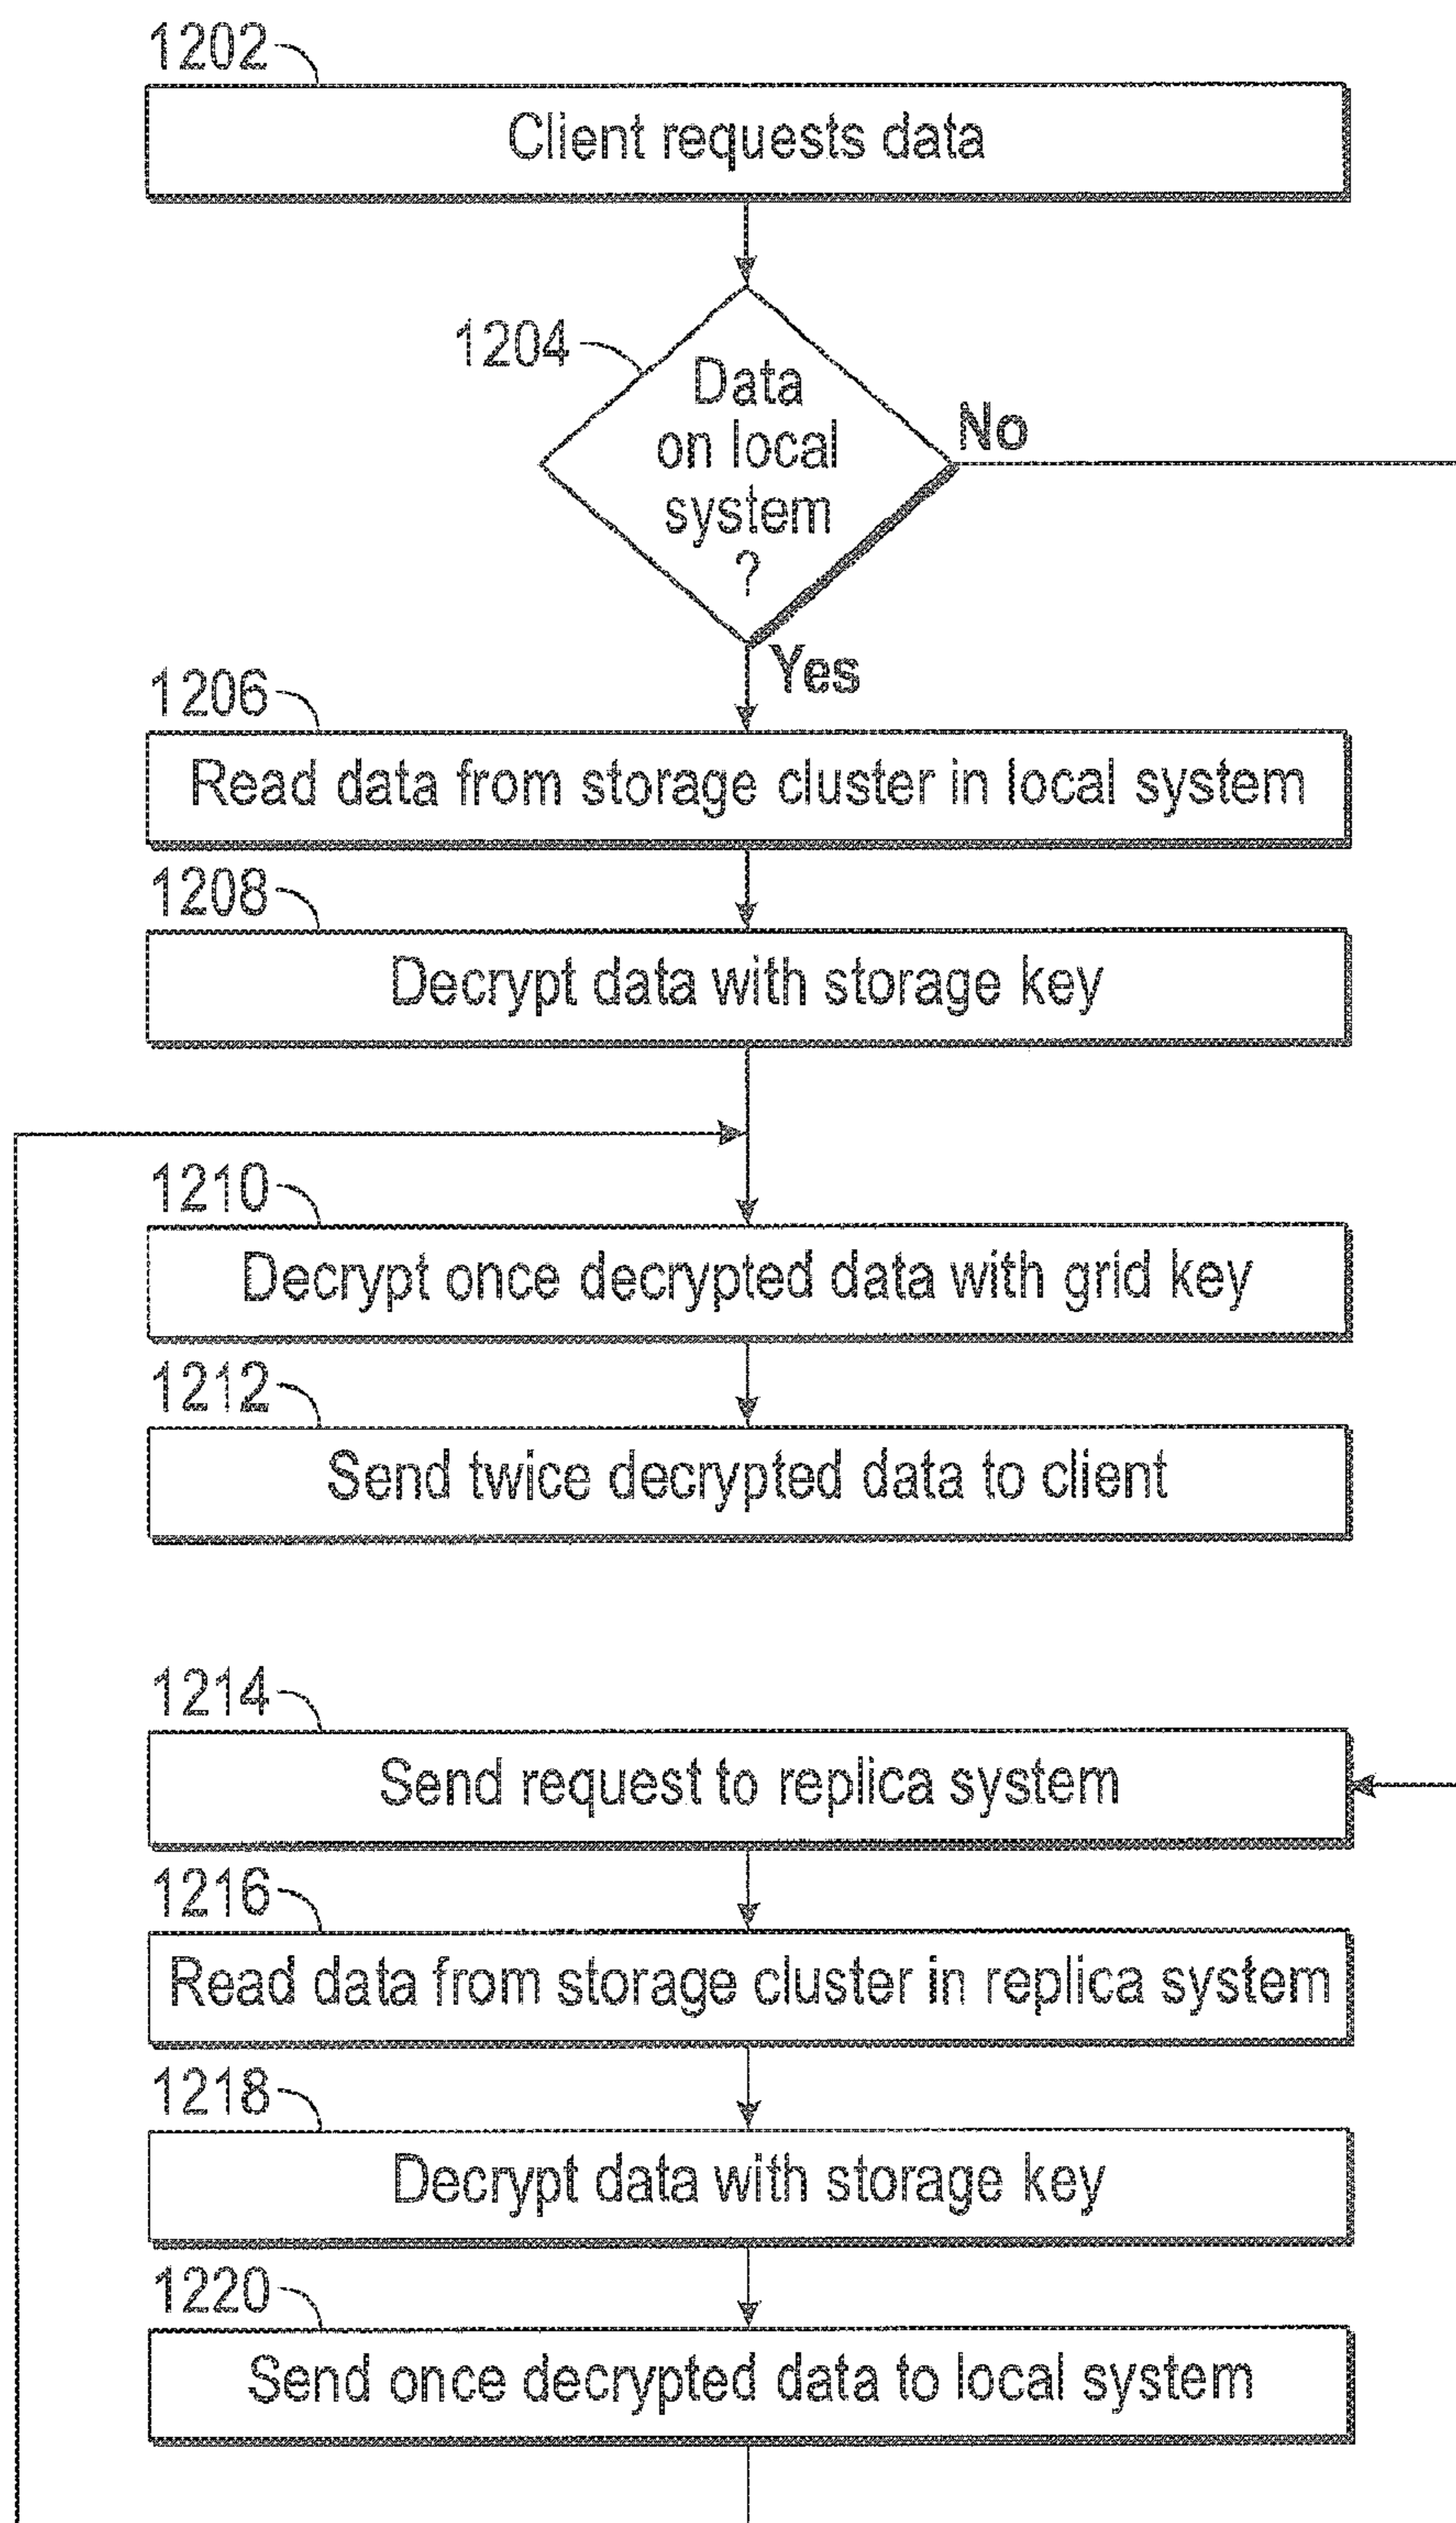 1202
Client requests data
1204
Data
on local
system
?
No
Yes
1206
Read data from storage cluster in local system
1208
Decrypt data with storage key
1210
Decrypt once decrypted data with grid key
1212
Send twice decrypted data to client
1214
Send request to replica system
1216
Read data from storage cluster in replica system
1218
Decrypt data with storage key
1220
Send once decrypted data to local system